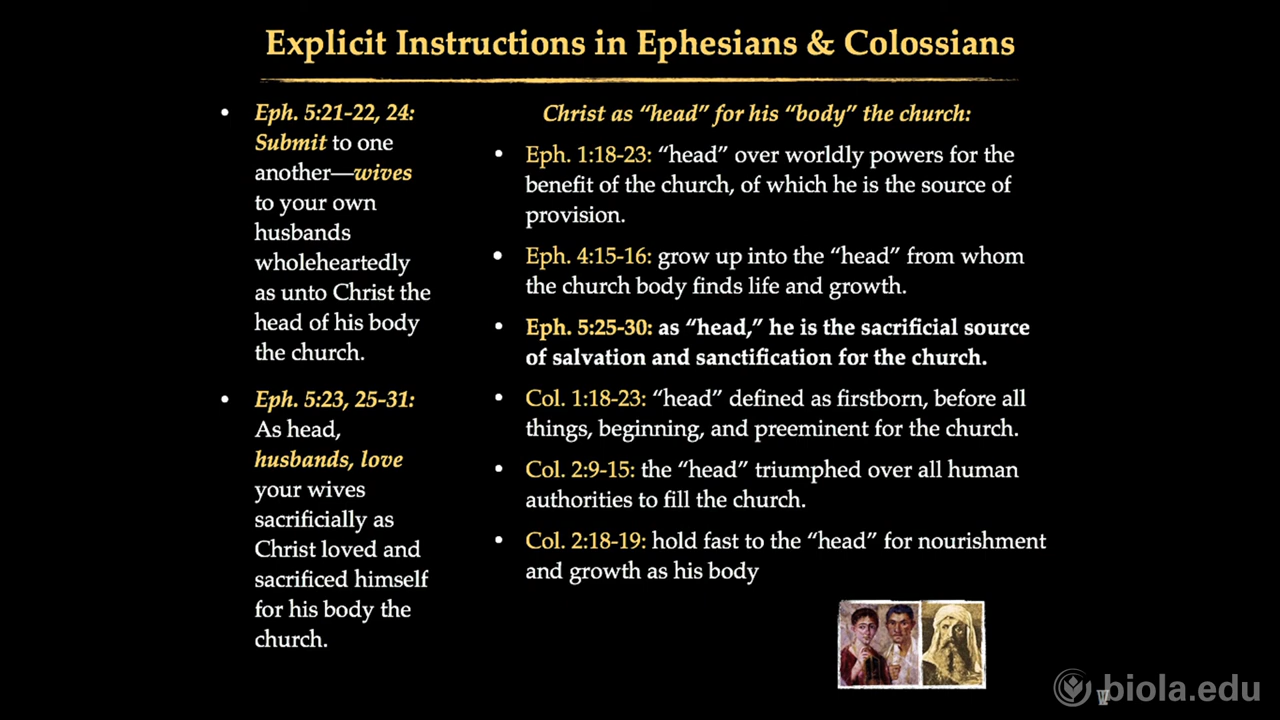 Explicit Instructions in Ephesians & Colossians
• Eph. 5:21-22, 24:
Submit to one
another—wives
to your own
husbands
wholeheartedly
as unto Christ the
head of his body
the church.
• Eph. 5:23, 25-31:
As head,
husbands, love
your wives
sacrificially as
Christ loved and
sacrificed himself
for his body the
church.
Christ as “head” for his “body” the church:
• Eph. 1:18-23: “head” over worldly powers for the
benefit of the church, of which he is the source of
provision.
• Eph. 4:15-16: grow up into the “head” from whom
the church body finds life and growth.
• Eph. 5:25-30: as “head,” he is the sacrificial source
of salvation and sanctification for the church.
• Col. 1:18-23: “head” defined as firstborn, before all
things, beginning, and preeminent for the church.
• Col. 2:9-15: the “head” triumphed over all human
authorities to fill the church.
• Col. 2:18-19: hold fast to the “head” for nourishment
and growth as his body
biola.edu